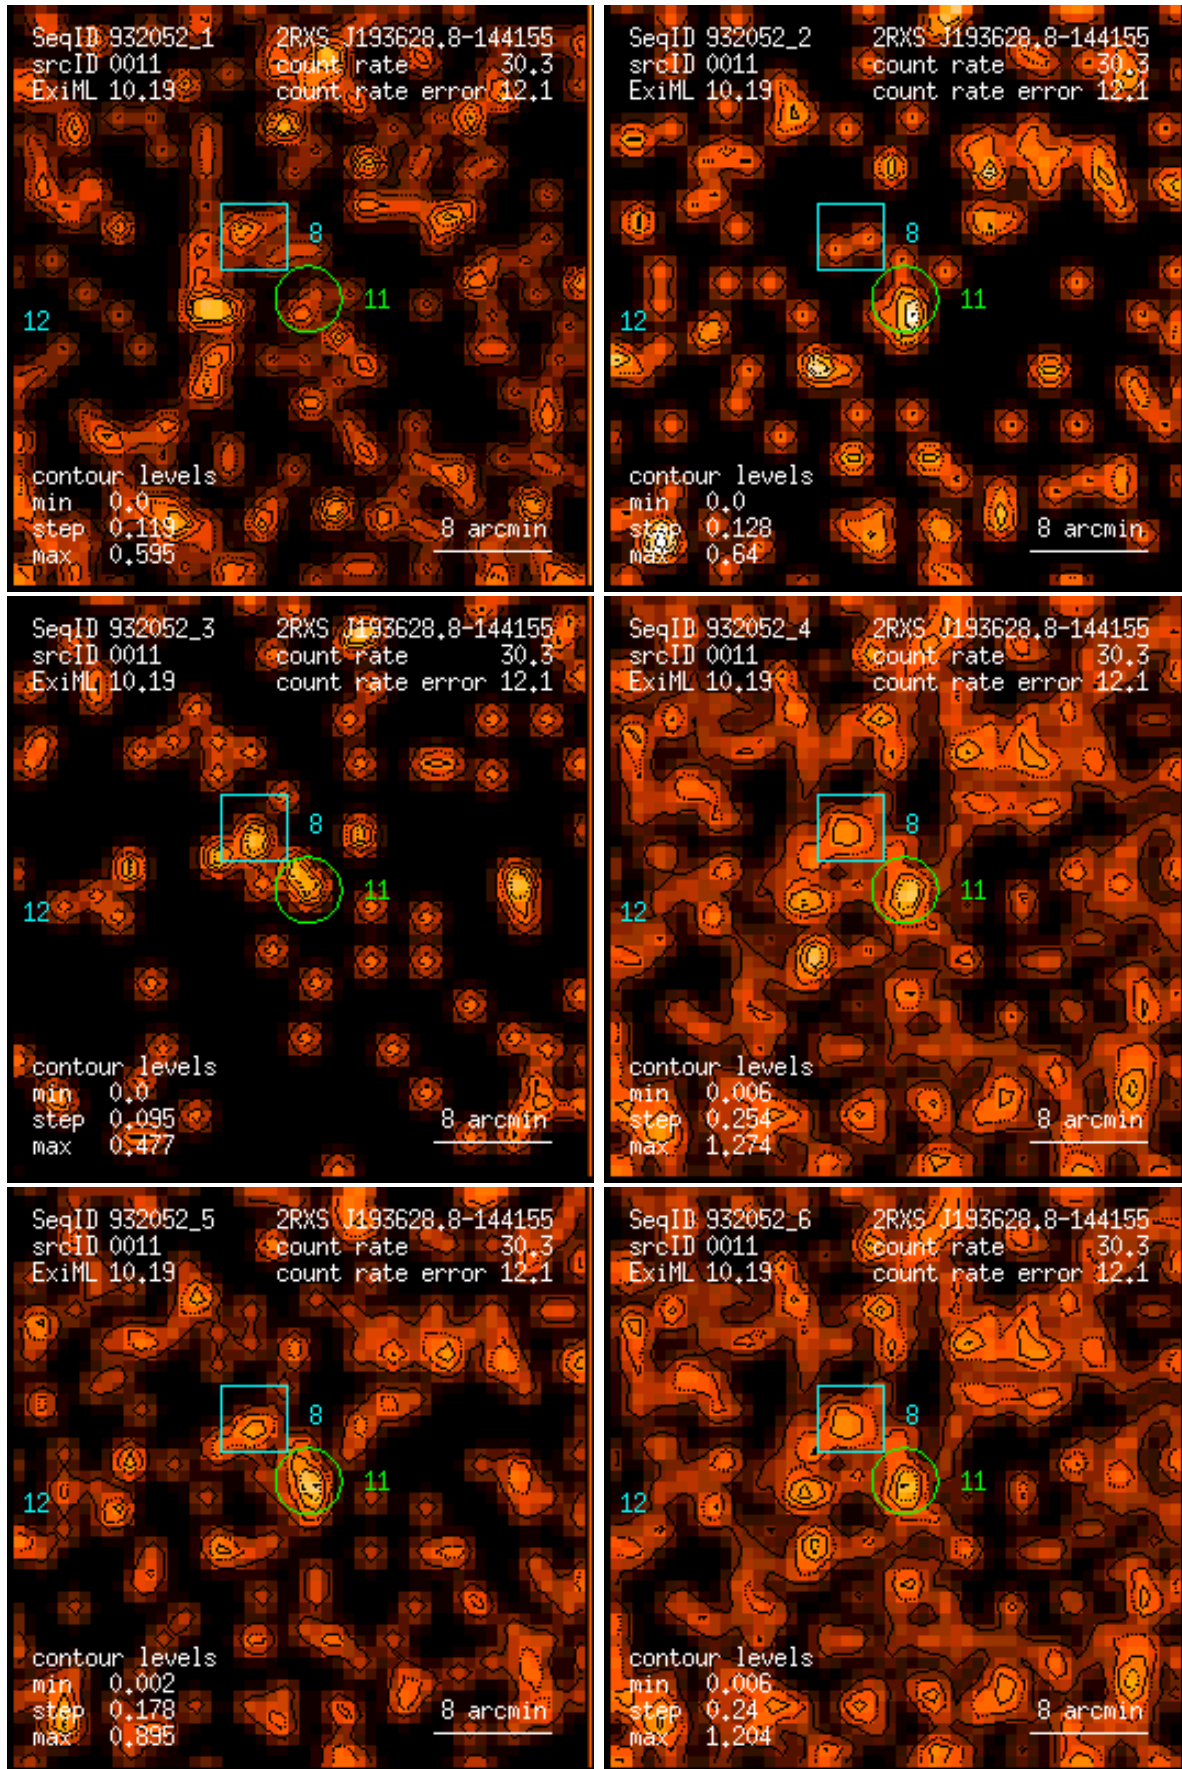 SeqID 932052_1 2RXS J193628.8-144155
srcID 0011 count rate 30.3
ExiML 10.19 count rate error 12.1
8
11
12
contour levels
min 0.0
step 0.119
max 0.595
8 arcmin
SeqID 932052_2 2RXS J193628.8-144155
srcID 0011 count rate 30.3
ExiML 10.19 count rate error 12.1
8
11
12
contour levels
min 0.0
step 0.128
max 0.64
8 arcmin
SeqID 932052_3 2RXS J193628.8-144155
srcID 0011 count rate 30.3
ExiML 10.19 count rate error 12.1
8
11
12
contour levels
min 0.0
step 0.095
max 0.477
8 arcmin
SeqID 932052_4 2RXS J193628.8-144155
srcID 0011 count rate 30.3
ExiML 10.19 count rate error 12.1
8
11
12
contour levels
min 0.006
step 0.254
max 1.274
8 arcmin
SeqID 932052_5 2RXS J193628.8-144155
srcID 0011 count rate 30.3
ExiML 10.19 count rate error 12.1
8
11
12
contour levels
min 0.002
step 0.178
max 0.895
8 arcmin
SeqID 932052_6 2RXS J193628.8-144155
srcID 0011 count rate 30.3
ExiML 10.19 count rate error 12.1
8
11
12
contour levels
min 0.006
step 0.24
max 1.204
8 arcmin